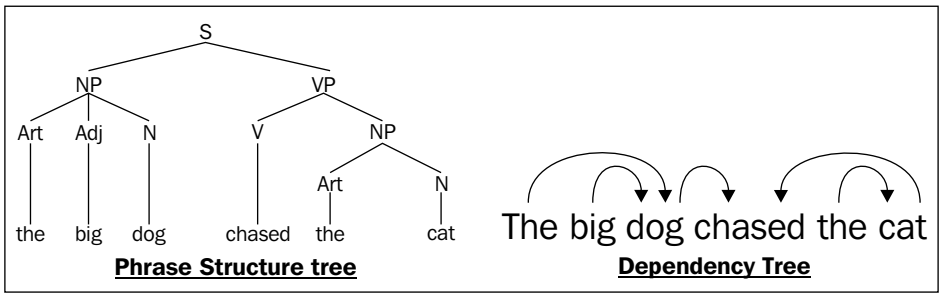 S
NP VP
Art Adj N V NP
Art N
the big dog chased the cat
The big dog chased the cat
Phrase Structure tree
Dependency Tree